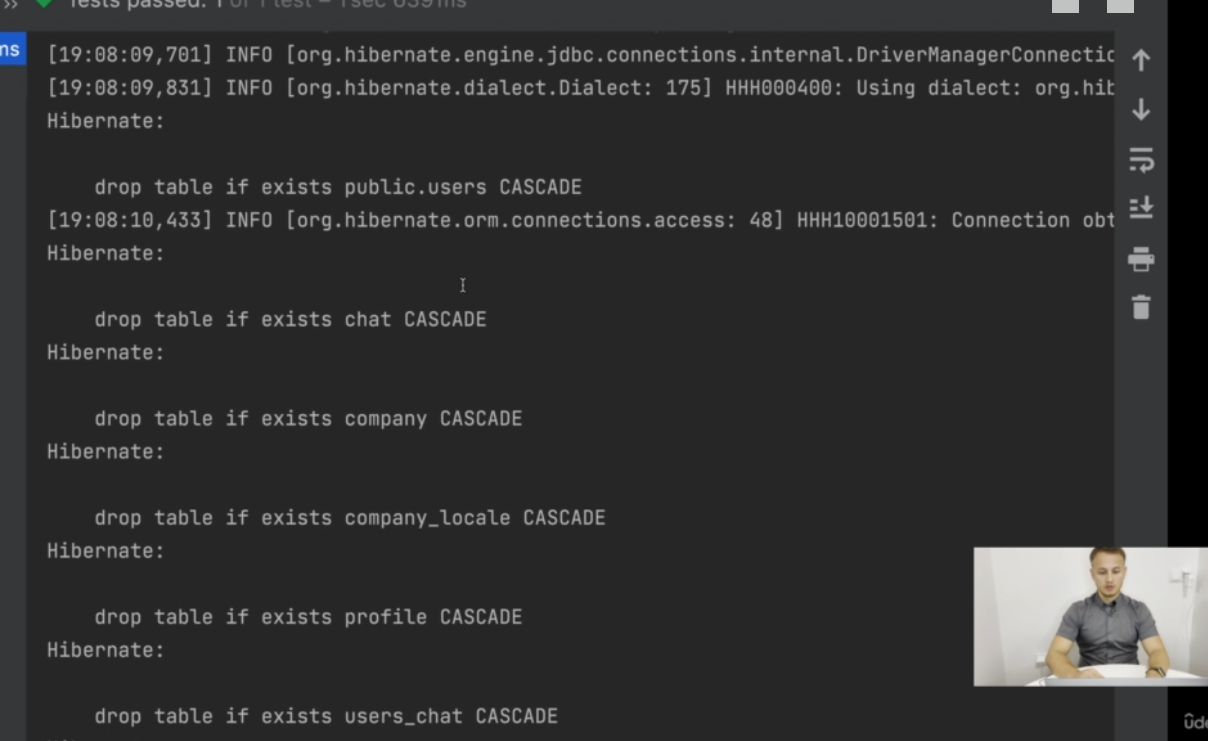 Tests passed: 1 of 1 test – 1 sec 639 ms
ms
[19:08:09,701] INFO [org.hibernate.engine.jdbc.connections.internal.DriverManagerConnectio
[19:08:09,831] INFO [org.hibernate.dialect.Dialect: 175] HHH000400: Using dialect: org.hib
Hibernate:
drop table if exists public.users CASCADE
[19:08:10,433] INFO [org.hibernate.orm.connections.access: 48] HHH10001501: Connection obt
Hibernate:
drop table if exists chat CASCADE
Hibernate:
drop table if exists company CASCADE
Hibernate:
drop table if exists company_locale CASCADE
Hibernate:
drop table if exists profile CASCADE
Hibernate:
drop table if exists users_chat CASCADE
ûde